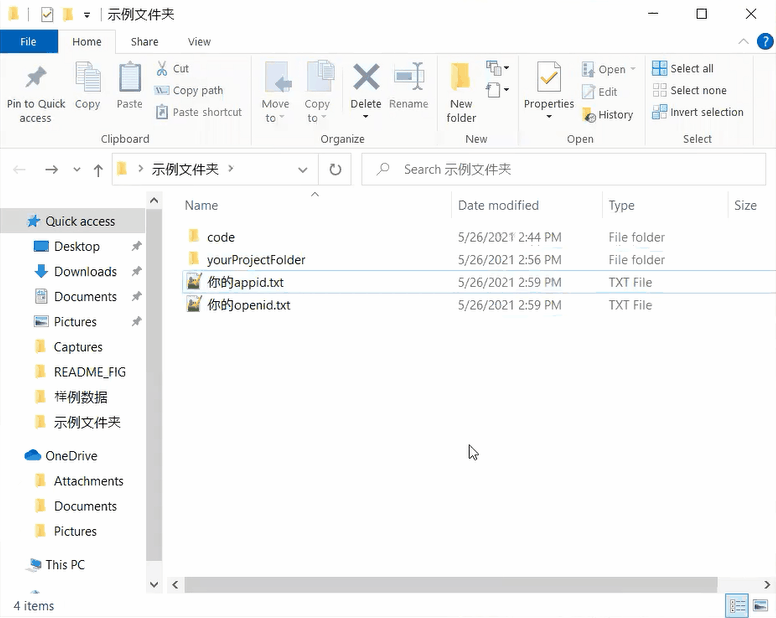 示例文件夹
File Home Share View
Pin to Quick access
Copy
Paste
Cut
Copy path
Paste shortcut
Clipboard
Move to
Copy to
Delete
Rename
Organize
New folder
New
Properties
Open
Edit
History
Open
Select all
Select none
Invert selection
Select
示例文件夹
Search 示例文件夹
Name Date modified Type Size
code 5/26/2021 2:44 PM File folder
yourProjectFolder 5/26/2021 2:56 PM File folder
你的appid.txt 5/26/2021 2:59 PM TXT File
你的openid.txt 5/26/2021 2:59 PM TXT File
Quick access
Desktop
Downloads
Documents
Pictures
Captures
README_FIG
样例数据
示例文件夹
OneDrive
Attachments
Documents
Pictures
This PC
4 items